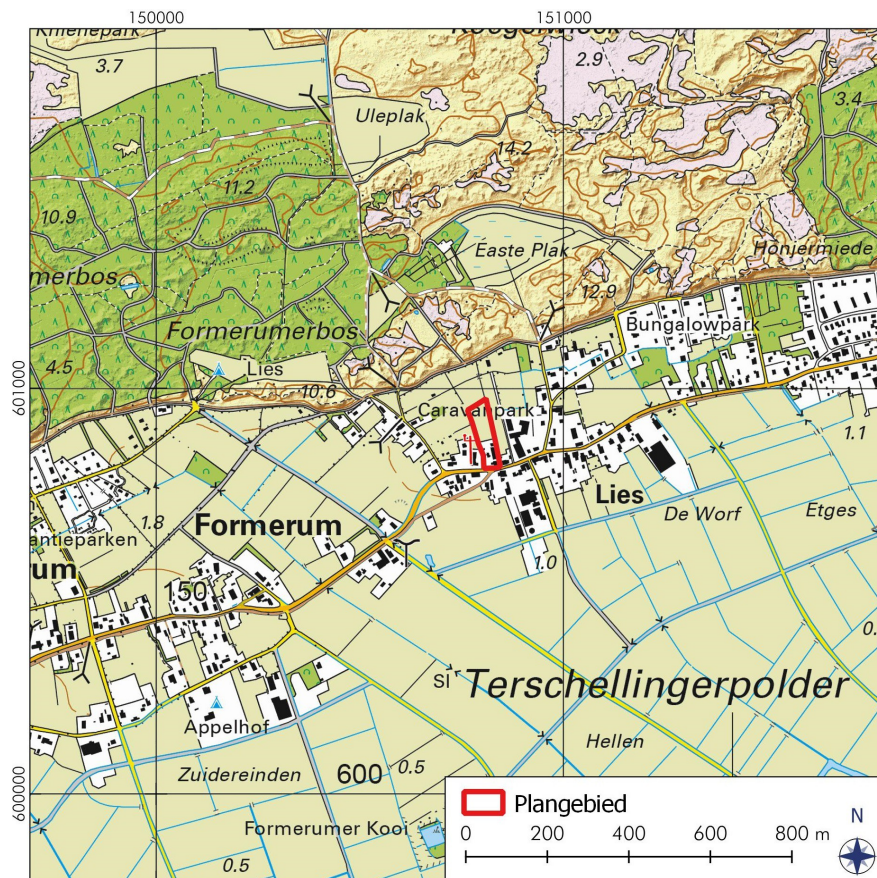 150000
151000
3.7
2.9
Uleplak
14.2
3.4
11.2
10.9
Easte Plak
merbos
12.9
Formerumerbos
Bungalowpark
Lies
4.5
10.6
601000
Caravanpark
1.1
Lies
De Worf
Etges
1.8
Formerum
antieparken
rum
1.0
150
0.
Sl
Terschellingerpolder
Appelhof
Hellen
Zuidereinden
600
0.5
600000
Plangebied
N
0 200 400 600 800 m
Formerumer Kooi
0.5